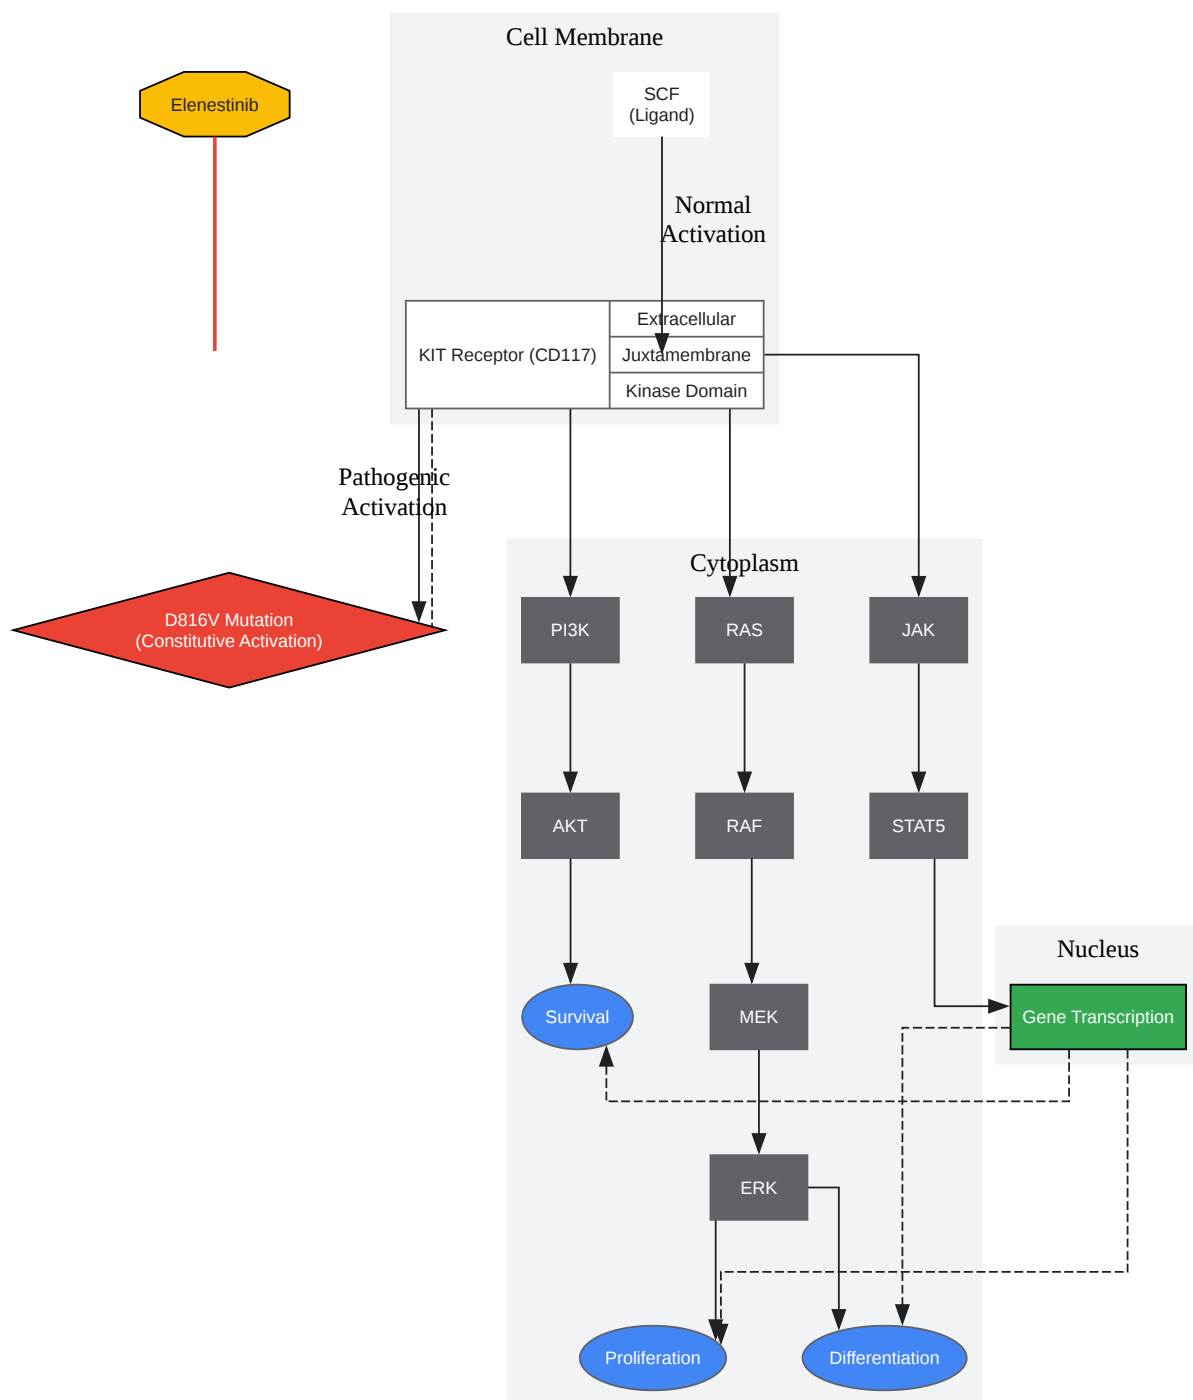 Cell Membrane
Elenestinib
SCF
(Ligand)
Normal
Activation
KIT Receptor (CD117)
Extracellular
Juxtamembrane
Kinase Domain
Pathogenic
Activation
Cytoplasm
D816V Mutation
(Constitutive Activation)
PI3K
RAS
JAK
AKT
RAF
STAT5
Nucleus
Survival
MEK
Gene Transcription
ERK
Proliferation
Differentiation